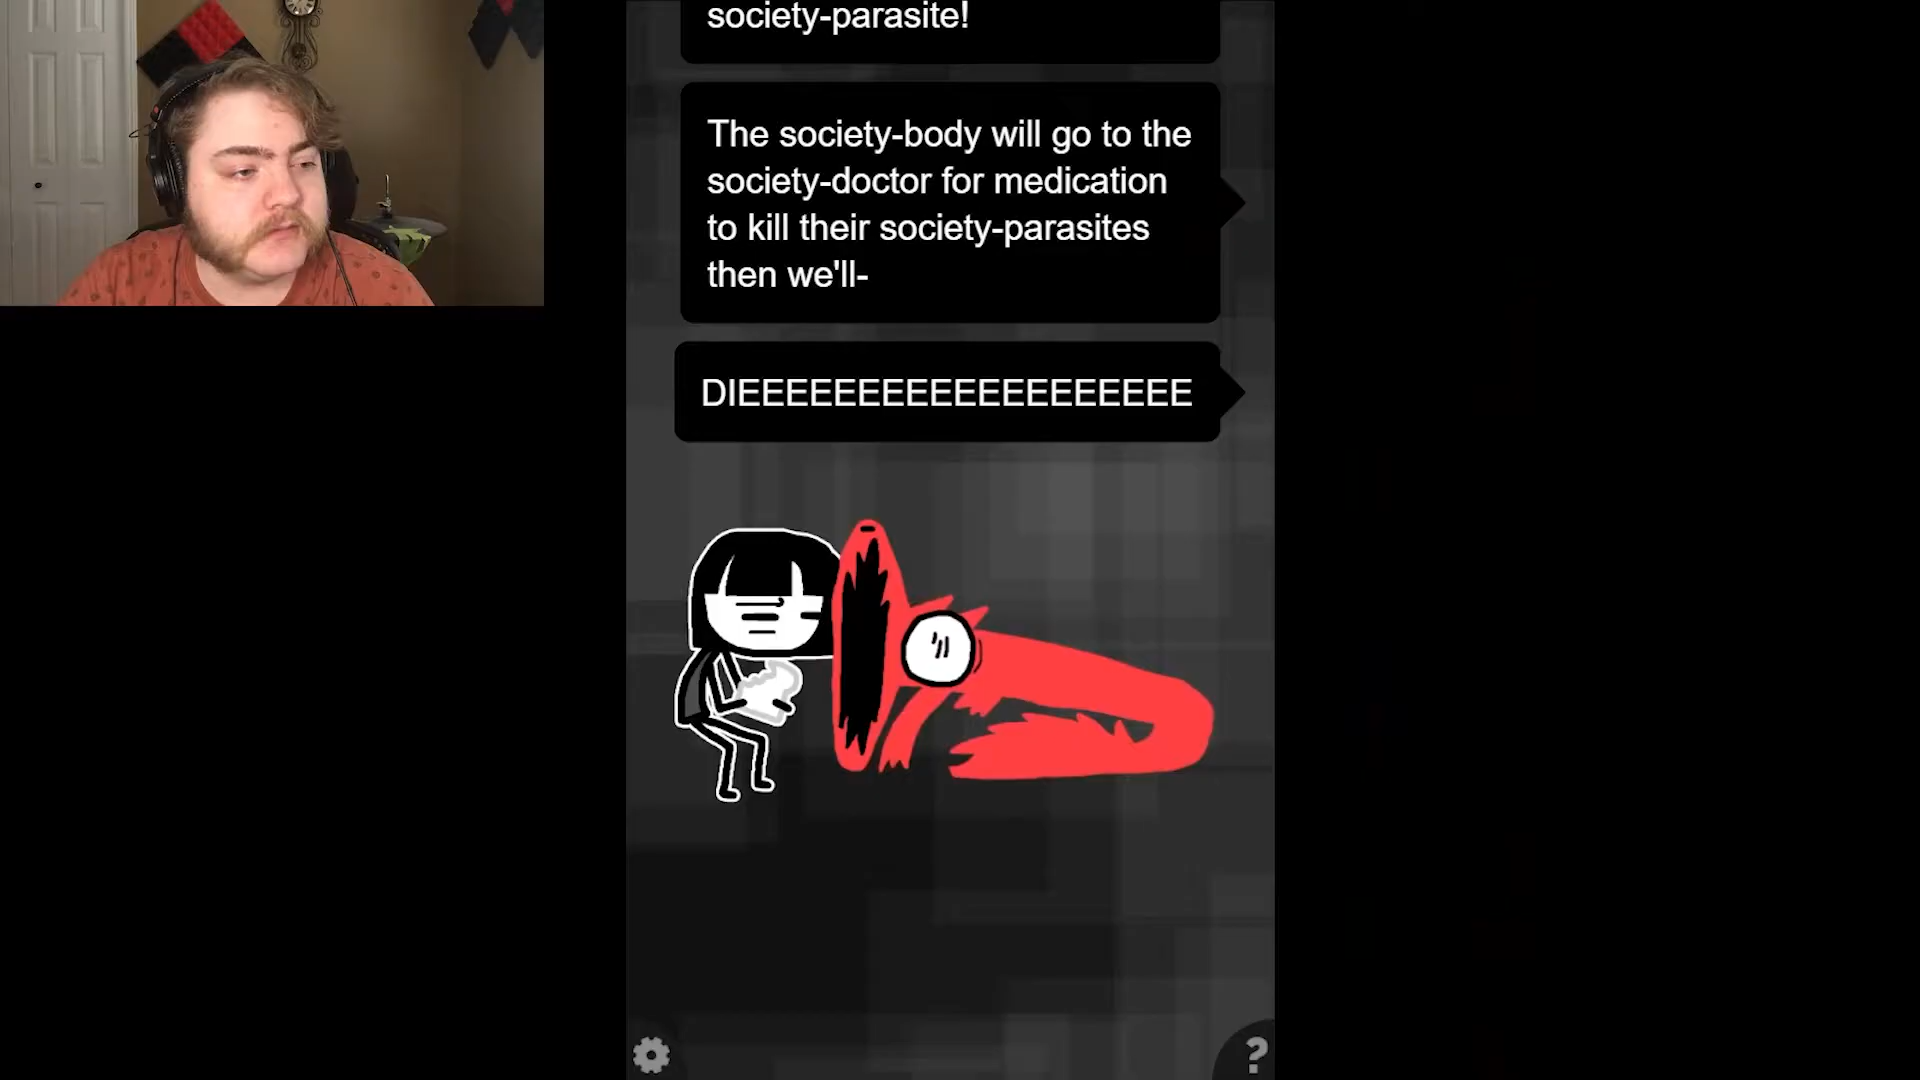 society-parasite!
The society-body will go to the
society-doctor for medication
to kill their society-parasites
then we'll-
DIEEEEEEEEEEEEEEEEEEE
?